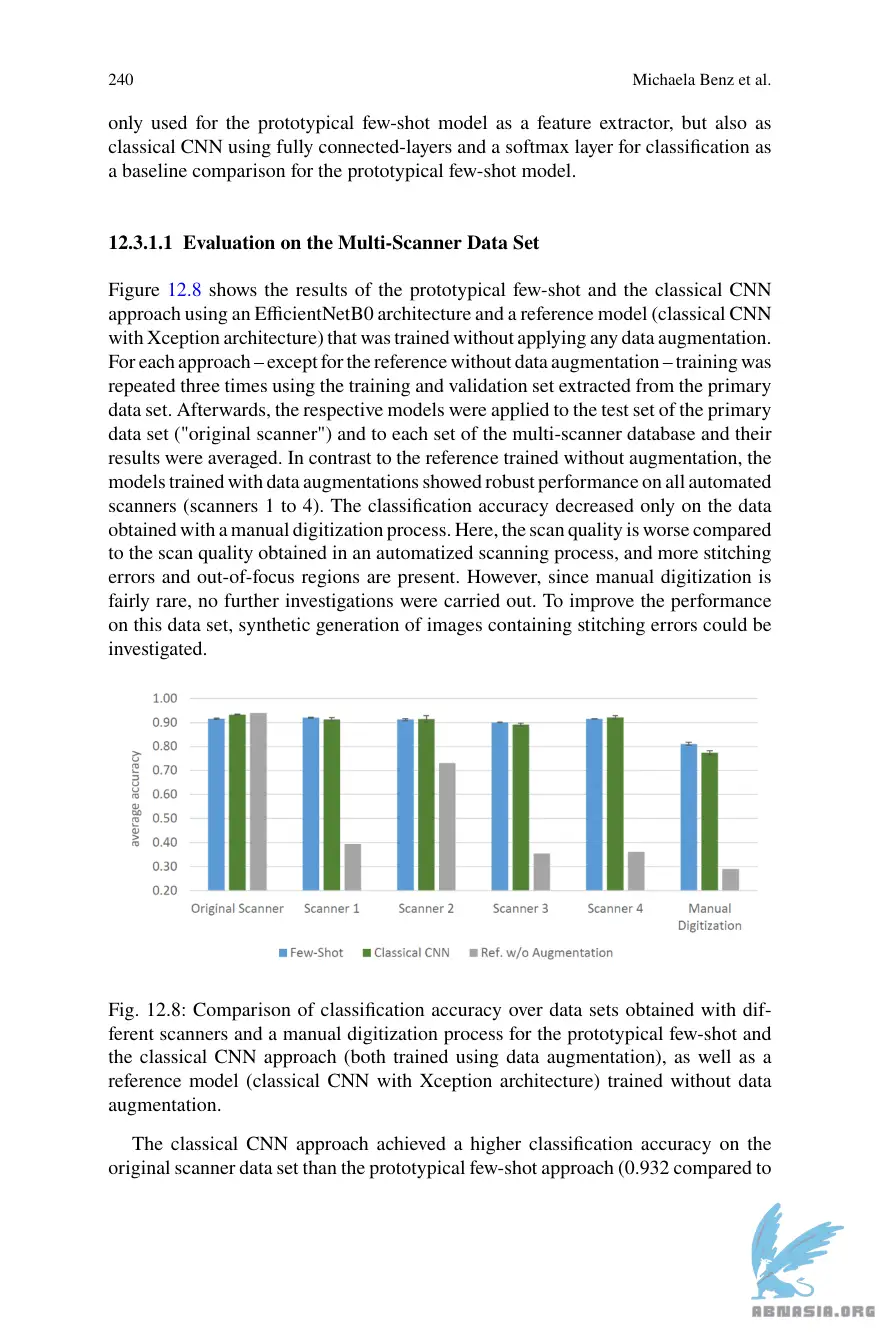 240 Michaela Benz et al.
only used for the prototypical few-shot model as a feature extractor, but also as
classical CNN using fully connected-layers and a softmax layer for classification as
a baseline comparison for the prototypical few-shot model.
12.3.1.1 Evaluation on the Multi-Scanner Data Set
Figure 12.8 shows the results of the prototypical few-shot and the classical CNN
approach using an EfficientNetB0 architecture and a reference model (classical CNN
with Xception architecture) that was trained without applying any data augmentation.
For each approach – except for the reference without data augmentation – training was
repeated three times using the training and validation set extracted from the primary
data set. Afterwards, the respective models were applied to the test set of the primary
data set ("original scanner") and to each set of the multi-scanner database and their
results were averaged. In contrast to the reference trained without augmentation, the
models trained with data augmentations showed robust performance on all automated
scanners (scanners 1 to 4). The classification accuracy decreased only on the data
obtained with a manual digitization process. Here, the scan quality is worse compared
to the scan quality obtained in an automatized scanning process, and more stitching
errors and out-of-focus regions are present. However, since manual digitization is
fairly rare, no further investigations were carried out. To improve the performance
on this data set, synthetic generation of images containing stitching errors could be
investigated.
1.00
0.90
0.80
0.70
0.60
0.50
0.40
0.30
0.20
average accuracy
Original Scanner Scanner 1 Scanner 2 Scanner 3 Scanner 4 Manual
Digitization
Few-Shot Classical CNN Ref. w/o Augmentation
Fig. 12.8: Comparison of classification accuracy over data sets obtained with dif-
ferent scanners and a manual digitization process for the prototypical few-shot and
the classical CNN approach (both trained using data augmentation), as well as a
reference model (classical CNN with Xception architecture) trained without data
augmentation.
The classical CNN approach achieved a higher classification accuracy on the
original scanner data set than the prototypical few-shot approach (0.932 compared to
ABNASIA.ORG